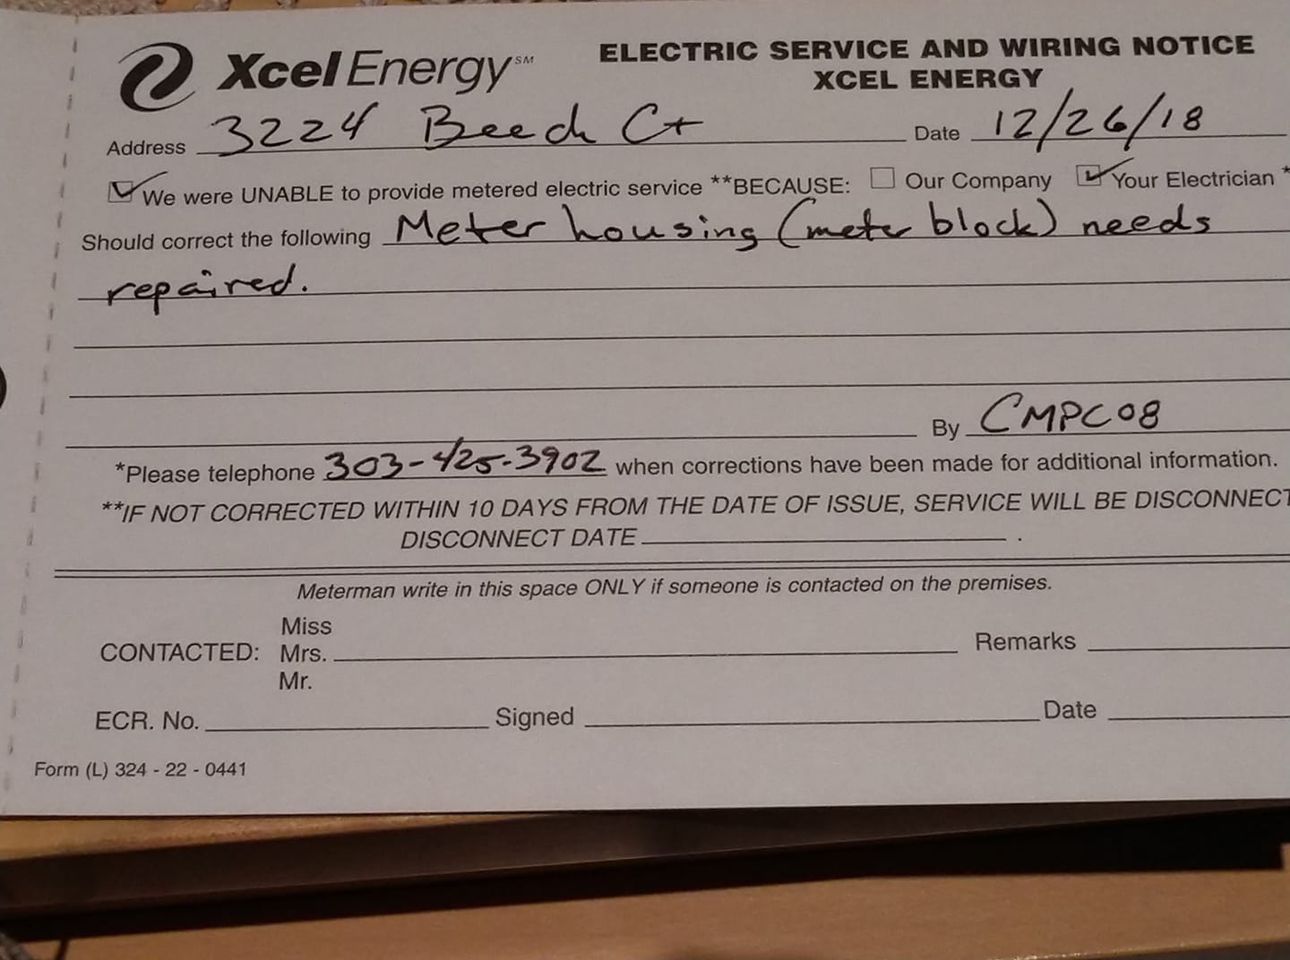 Xcel Energy SM
ELECTRIC SERVICE AND WIRING NOTICE
XCEL ENERGY
Address 3224 Beech Ct Date 12/26/18
We were UNABLE to provide metered electric service **BECAUSE: Our Company Your Electrician *
Should correct the following Meter housing (meter block) needs
repaired.
By CMPC08
*Please telephone 303-425-3902 when corrections have been made for additional information.
**IF NOT CORRECTED WITHIN 10 DAYS FROM THE DATE OF ISSUE, SERVICE WILL BE DISCONNECT
DISCONNECT DATE .
Meterman write in this space ONLY if someone is contacted on the premises.
Miss
CONTACTED: Mrs. Remarks
Mr.
ECR. No. Signed Date
Form (L) 324 - 22 - 0441